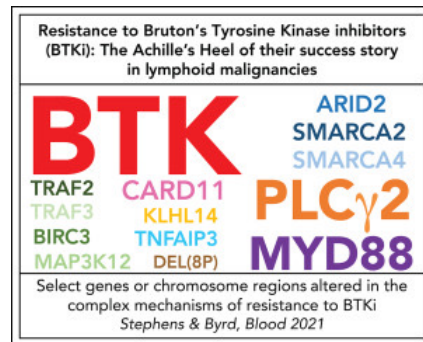 Resistance to Bruton's Tyrosine Kinase inhibitors
(BTKi): The Achille's Heel of their success story
in lymphoid malignancies
BTK
TRAF2
TRAF3
BIRC3
MAP3K12
CARD11
KLHL14
TNFAIP3
DEL(8P)
ARID2
SMARCA2
SMARCA4
PLCγ2
MYD88
Select genes or chromosome regions altered in the
complex mechanisms of resistance to BTKi
Stephens & Byrd, Blood 2021